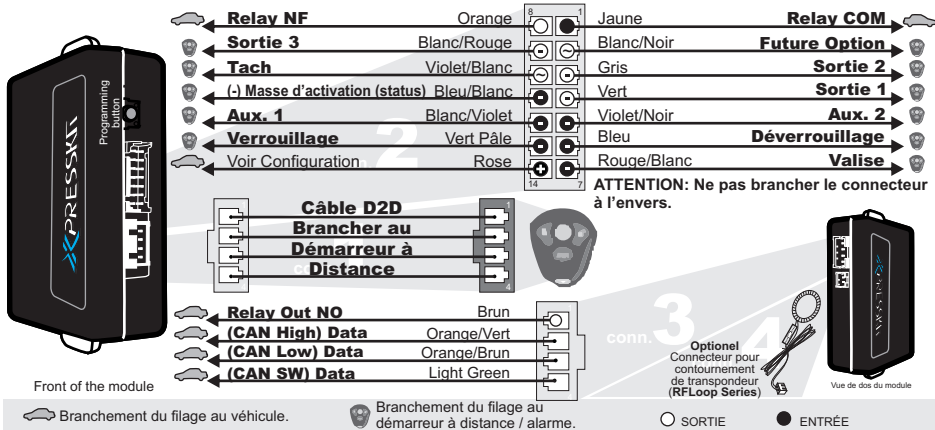 8 1
Relay NF Orange Jaune Relay COM
Sortie 3 Blanc/Rouge Blanc/Noir Future Option
Tach Violet/Blanc Gris Sortie 2
(-) Masse d'activation (status) Bleu/Blanc Vert Sortie 1
Aux. 1 Blanc/Violet Violet/Noir Aux. 2
Verrouillage Vert Pâle Bleu Déverrouillage
Voir Configuration Rose Rouge/Blanc Valise
14 7
ATTENTION: Ne pas brancher le connecteur
à l'envers.
2
Programming
button
XPRESSKIT
Câble D2D
Brancher au
Démarreur à
Distance
1
4
Relay Out NO Brun
(CAN High) Data Orange/Vert
(CAN Low) Data Orange/Brun
(CAN SW) Data Light Green
conn. 3
4
Optionel
Connecteur pour
contournement
de transpondeur
(RFLoop Series)
XPRESSKIT
Front of the module
Vue de dos du module
Branchement du filage au véhicule.
Branchement du filage au
démarreur à distance / alarme.
SORTIE
ENTRÉE